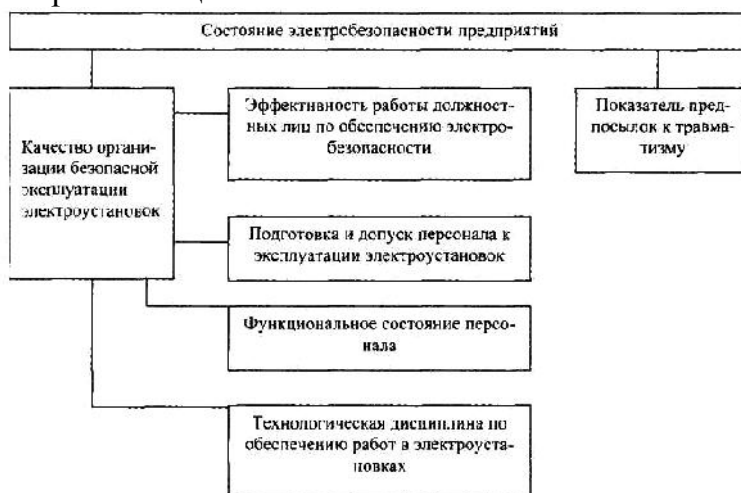 Состояние электробезопасности предприятий
Качество органи-
зации безопасной
эксплуатации
электроустановок
Эффективность работы должност-
ных лиц по обеспечению электро-
безопасности
Показатель пред-
посылок к травма-
тизму
Подготовка и допуск персонала к
эксплуатации электроустановок
Функциональное состояние персо-
нала
Технологическая дисциплина по
обеспечению работ в электроуста-
новках